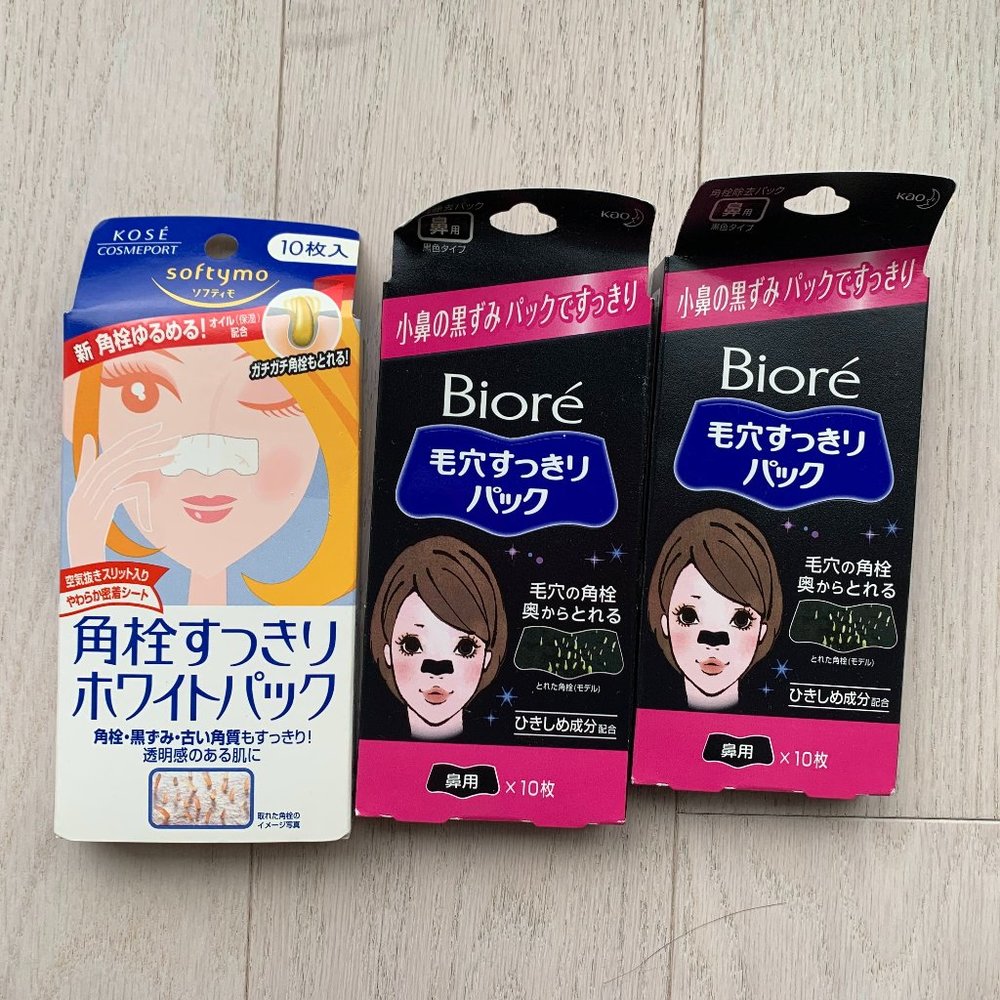 KOSÉ
COSMEPORT
10枚入
softymo
ソフティモ
新 角栓ゆるめる! オイル(保湿)
配合
ガチガチ角栓もとれる!
空気抜きスリット入り
やわらか密着シート
角栓すっきり
ホワイトパック
角栓・黒ずみ・古い角質もすっきり!
透明感のある肌に
取れた角栓の
イメージ写真
パック
鼻用
黒色タイプ
Kao
小鼻の黒ずみ パックですっきり
Bioré
毛穴すっきり
パック
毛穴の角栓
奥からとれる
とれた角栓(モデル)
ひきしめ成分配合
鼻用 ×10枚
角栓除去パック
鼻用
黒色タイプ
Kao
小鼻の黒ずみ パックですっきり
Bioré
毛穴すっきり
パック
毛穴の角栓
奥からとれる
とれた角栓(モデル)
ひきしめ成分配合
鼻用 ×10枚